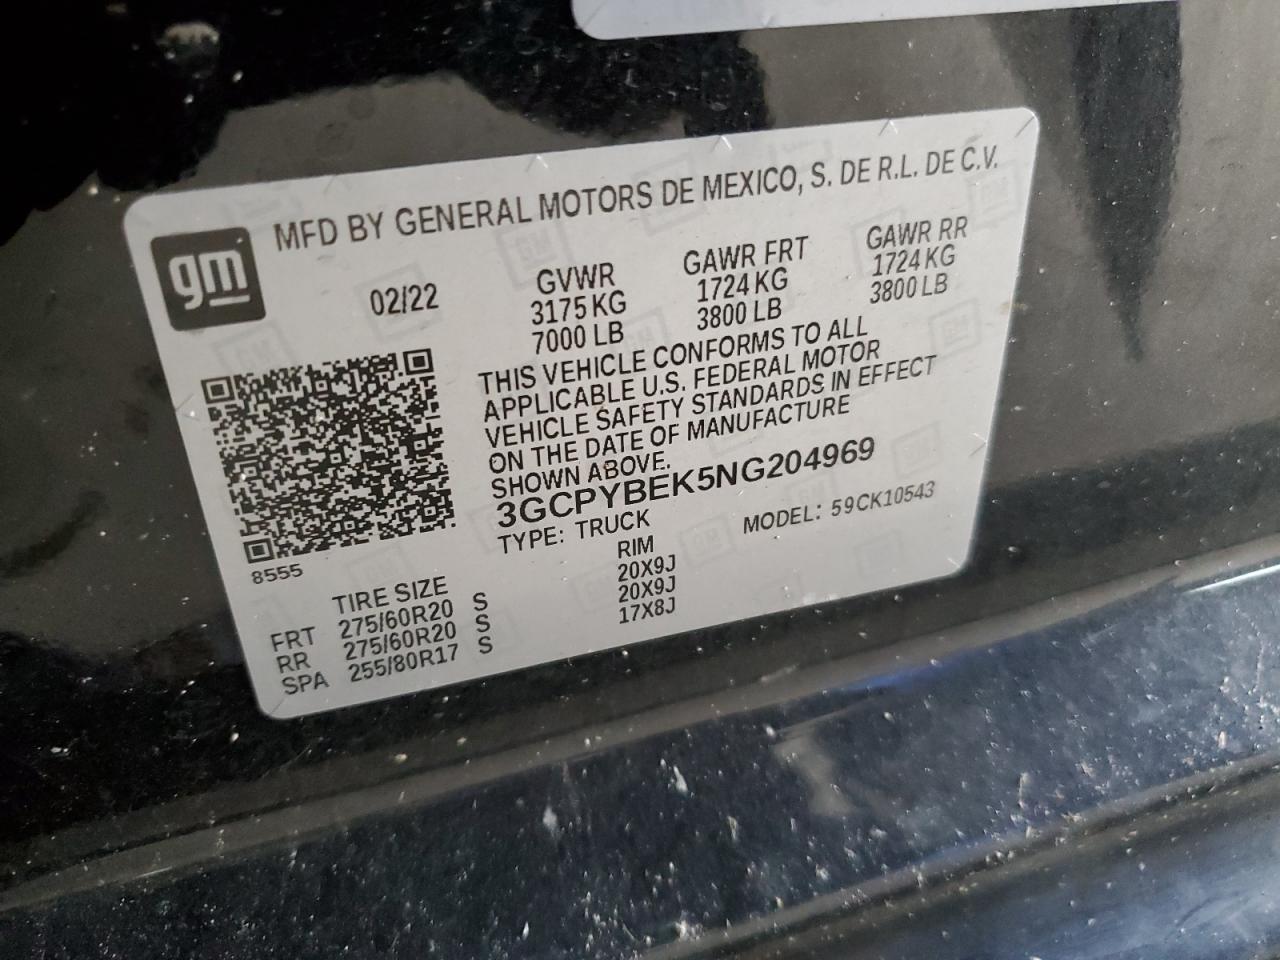 MFD BY GENERAL MOTORS DE MEXICO, S. DE R.L. DE C.V.
gm
02/22
GVWR
3175 KG
7000 LB
GAWR FRT
1724 KG
3800 LB
GAWR RR
1724 KG
3800 LB
THIS VEHICLE CONFORMS TO ALL
APPLICABLE U.S. FEDERAL MOTOR
VEHICLE SAFETY STANDARDS IN EFFECT
ON THE DATE OF MANUFACTURE
SHOWN ABOVE.
3GCPYBEK5NG204969
TYPE: TRUCK MODEL: 59CK10543
8555
TIRE SIZE RIM
FRT 275/60R20 S 20X9J
RR 275/60R20 S 20X9J
SPA 255/80R17 S 17X8J